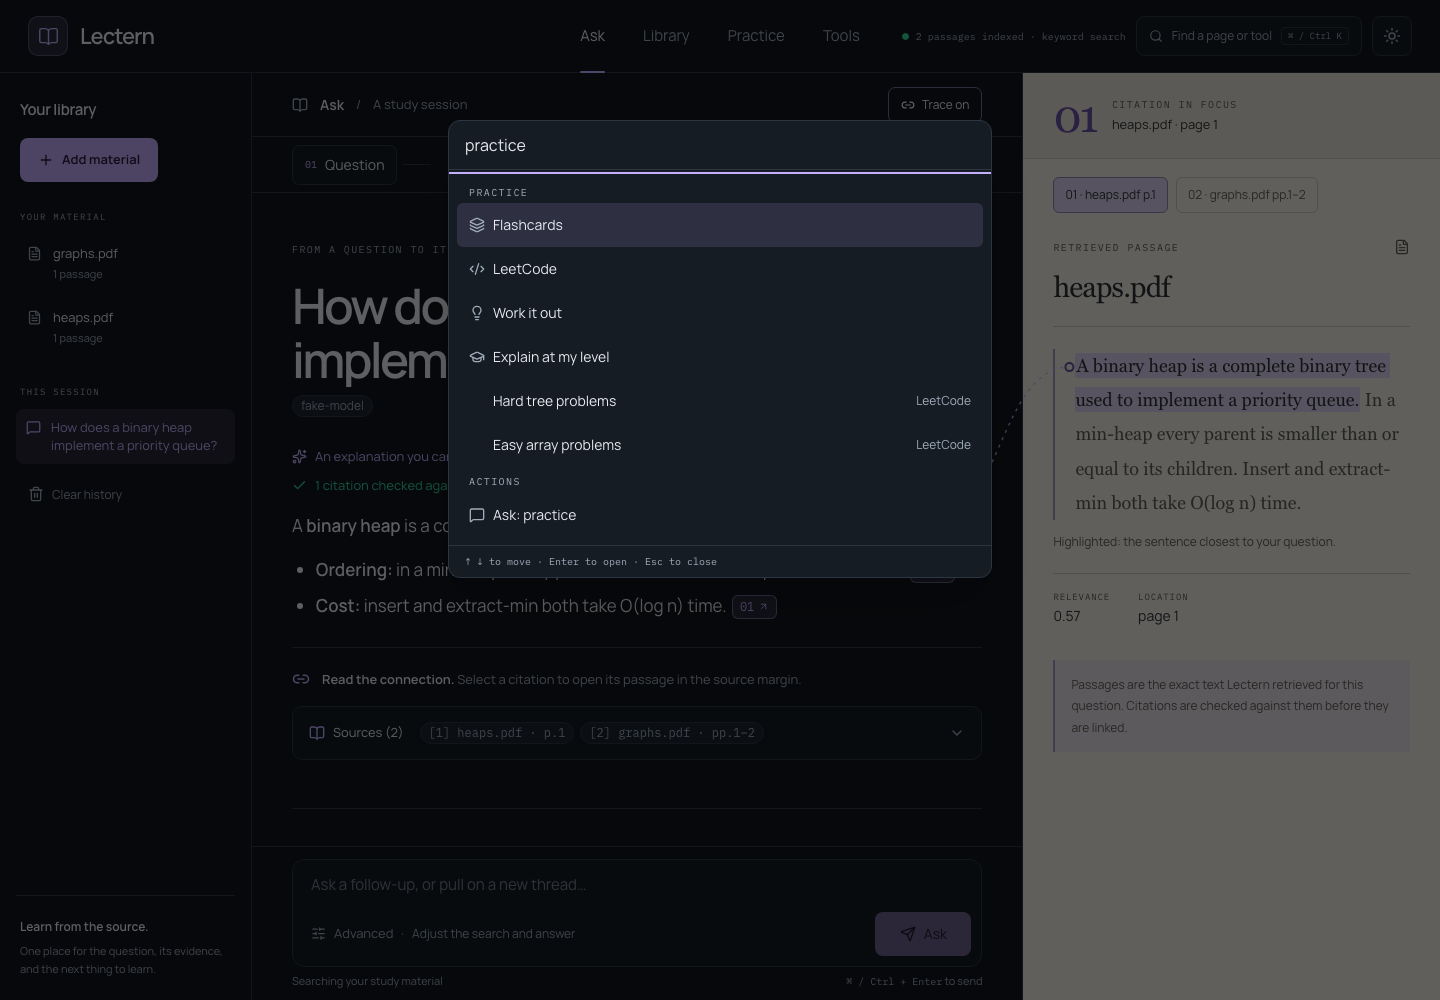 Lectern
Ask
Library
Practice
Tools
2 passages indexed · keyword search
Find a page or tool
⌘ / Ctrl K
Your library
Add material
YOUR MATERIAL
graphs.pdf
1 passage
heaps.pdf
1 passage
THIS SESSION
How does a binary heap
implement a priority queue?
Clear history
Learn from the source.
One place for the question, its evidence,
and the next thing to learn.
Ask / A study session
Trace on
01 Question
FROM A QUESTION TO IT
How do
implem
fake-model
An explanation you ca
1 citation checked aga
A binary heap is a co
Ordering: in a mi
Cost: insert and extract-min both take O(log n) time. 01
Read the connection. Select a citation to open its passage in the source margin.
Sources (2)
[1] heaps.pdf · p.1
[2] graphs.pdf · pp.1–2
Ask a follow-up, or pull on a new thread…
Advanced · Adjust the search and answer
Ask
Searching your study material
⌘ / Ctrl + Enter to send
practice
PRACTICE
Flashcards
LeetCode
Work it out
Explain at my level
Hard tree problems LeetCode
Easy array problems LeetCode
ACTIONS
Ask: practice
↑ ↓ to move · Enter to open · Esc to close
01
CITATION IN FOCUS
heaps.pdf · page 1
01 · heaps.pdf p.1
02 · graphs.pdf pp.1–2
RETRIEVED PASSAGE
heaps.pdf
A binary heap is a complete binary tree
used to implement a priority queue. In a
min-heap every parent is smaller than or
equal to its children. Insert and extract-
min both take O(log n) time.
Highlighted: the sentence closest to your question.
RELEVANCE
0.57
LOCATION
page 1
Passages are the exact text Lectern retrieved for this
question. Citations are checked against them before they
are linked.